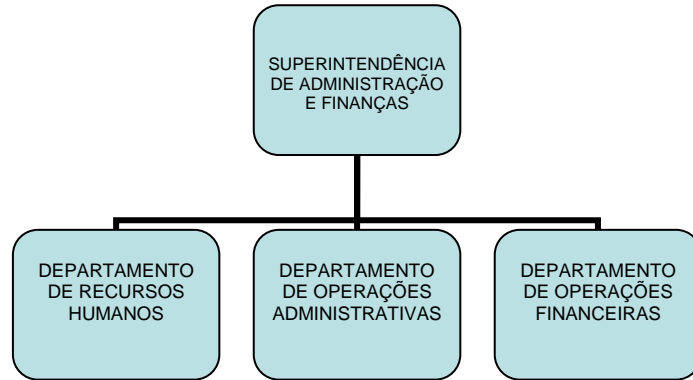 SUPERINTENDÊNCIA
DE ADMINISTRAÇÃO
E FINANÇAS
DEPARTAMENTO
DE RECURSOS
HUMANOS
DEPARTAMENTO
DE OPERAÇÕES
ADMINISTRATIVAS
DEPARTAMENTO
DE OPERAÇÕES
FINANCEIRAS